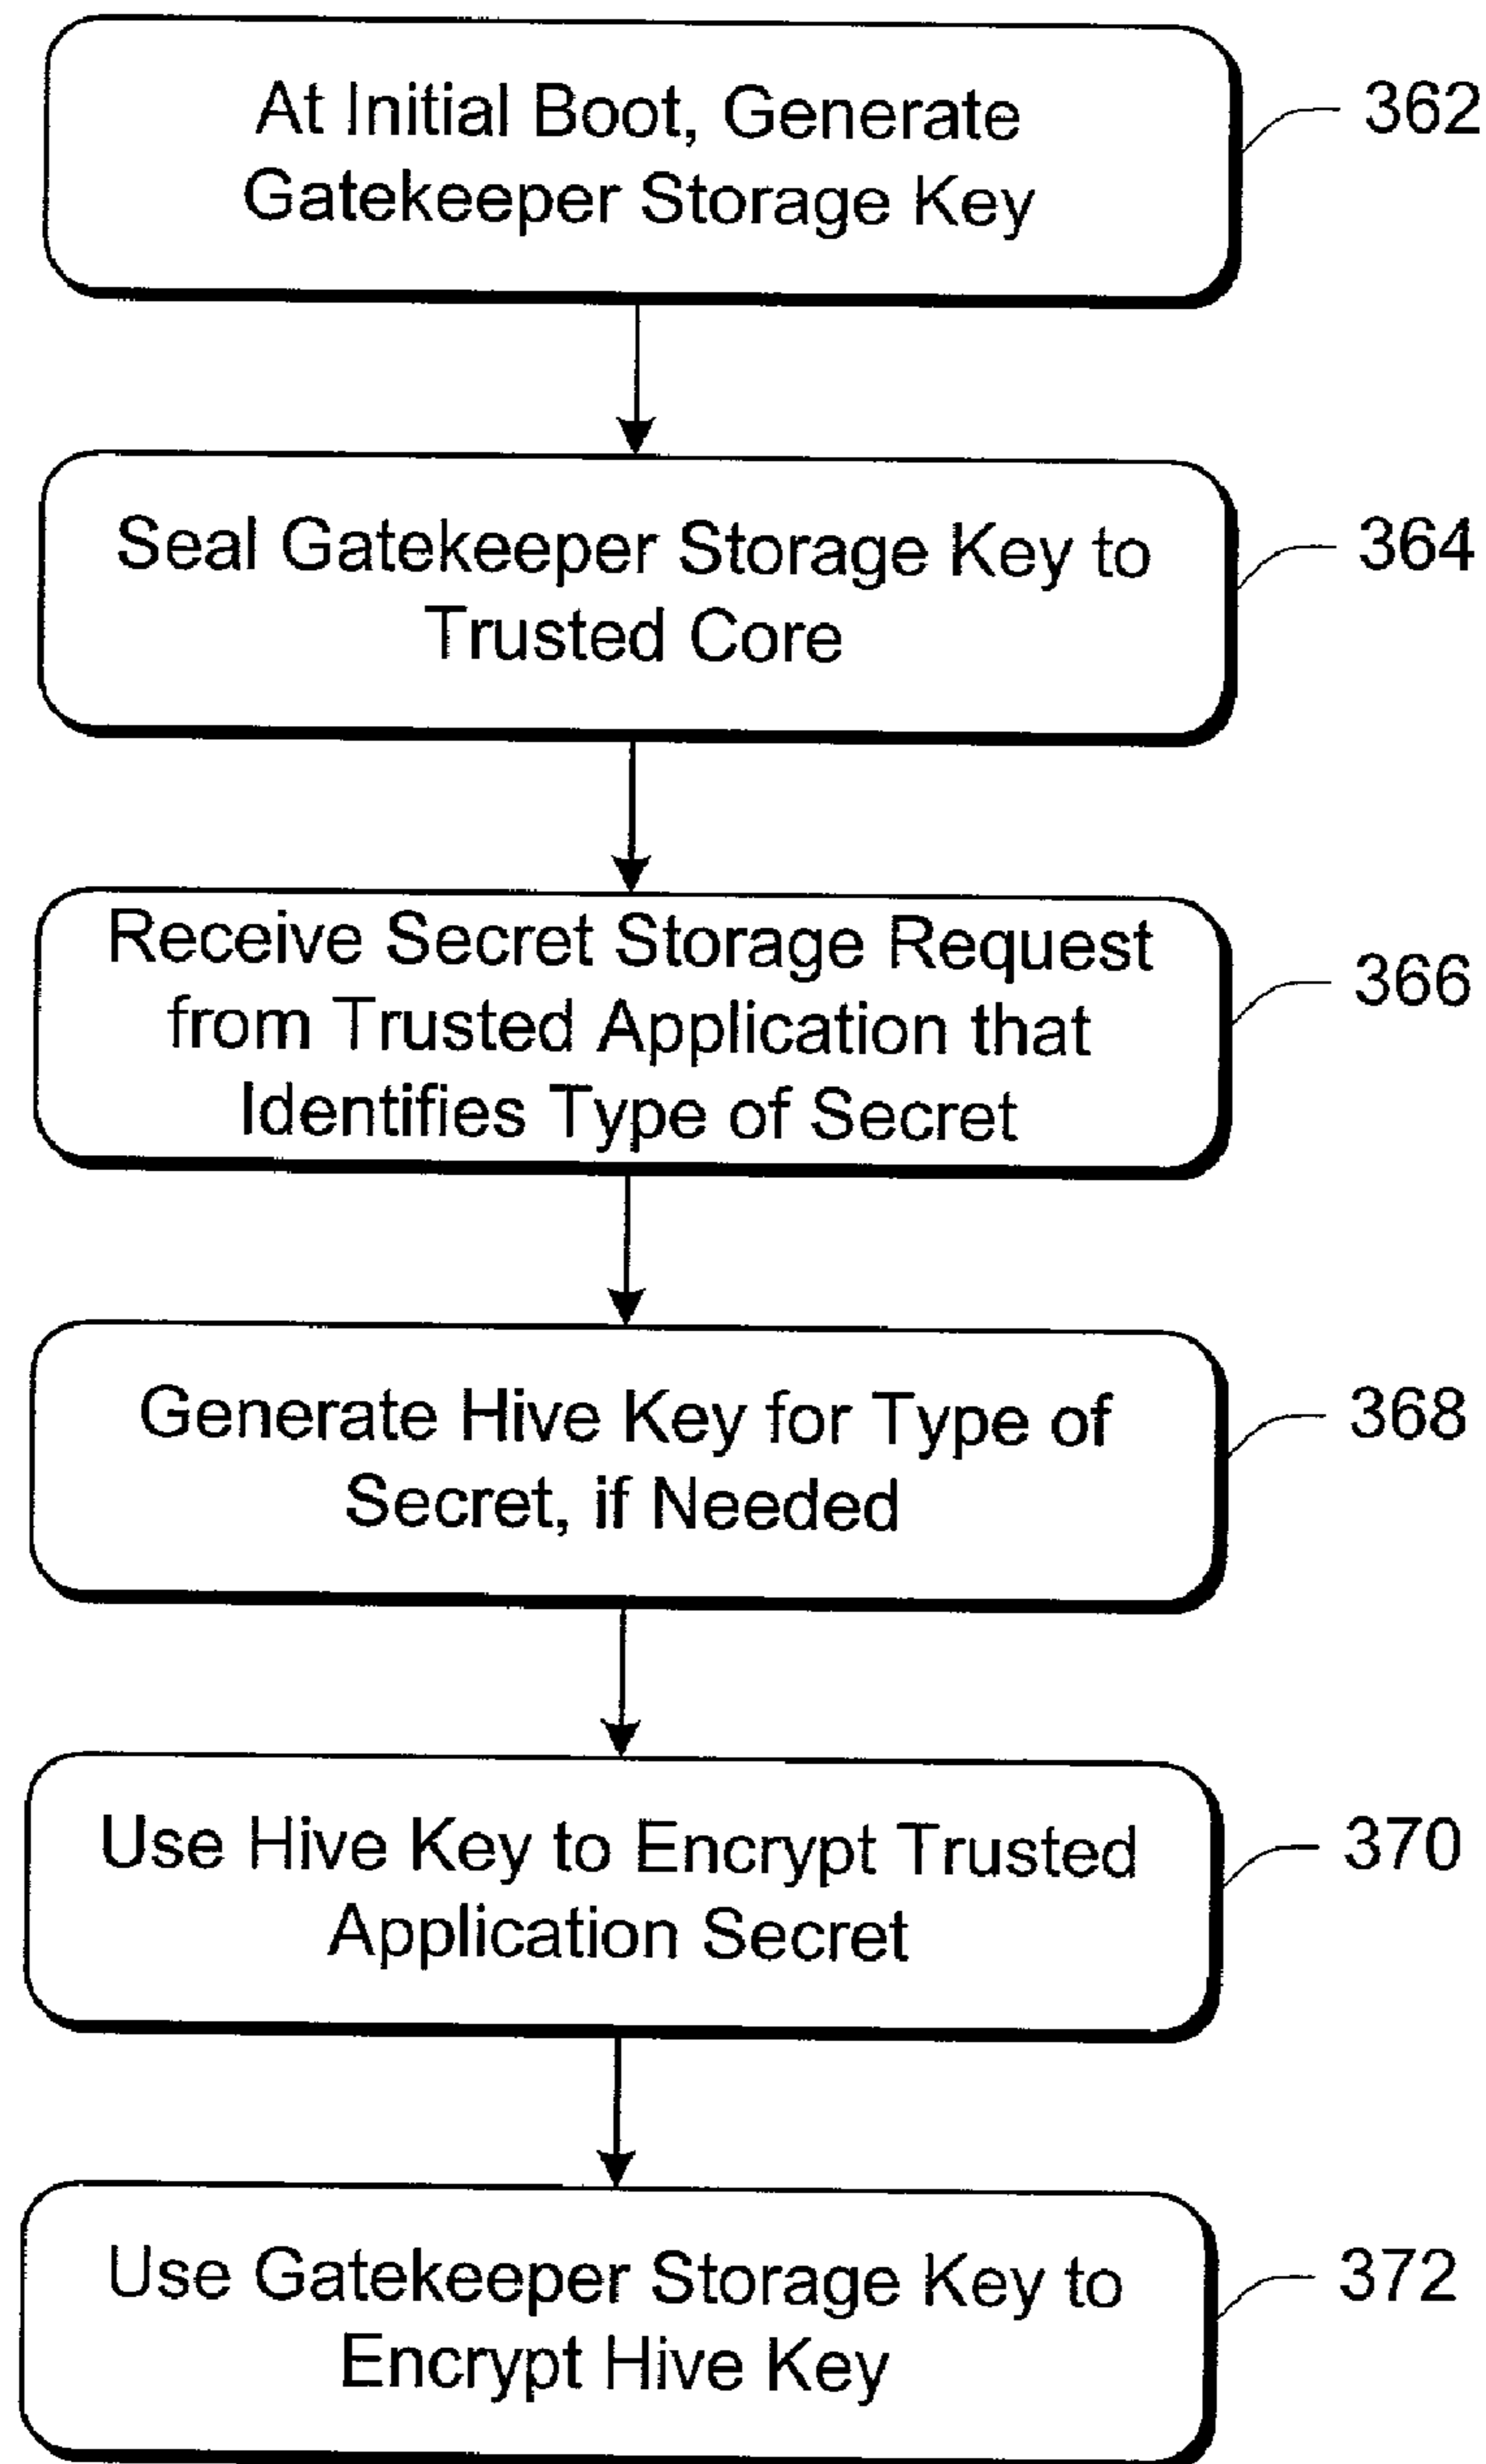 At Initial Boot, Generate
Gatekeeper Storage Key
362
Seal Gatekeeper Storage Key to
Trusted Core
364
Receive Secret Storage Request
from Trusted Application that
Identifies Type of Secret
366
Generate Hive Key for Type of
Secret, if Needed
368
Use Hive Key to Encrypt Trusted
Application Secret
370
Use Gatekeeper Storage Key to
Encrypt Hive Key
372